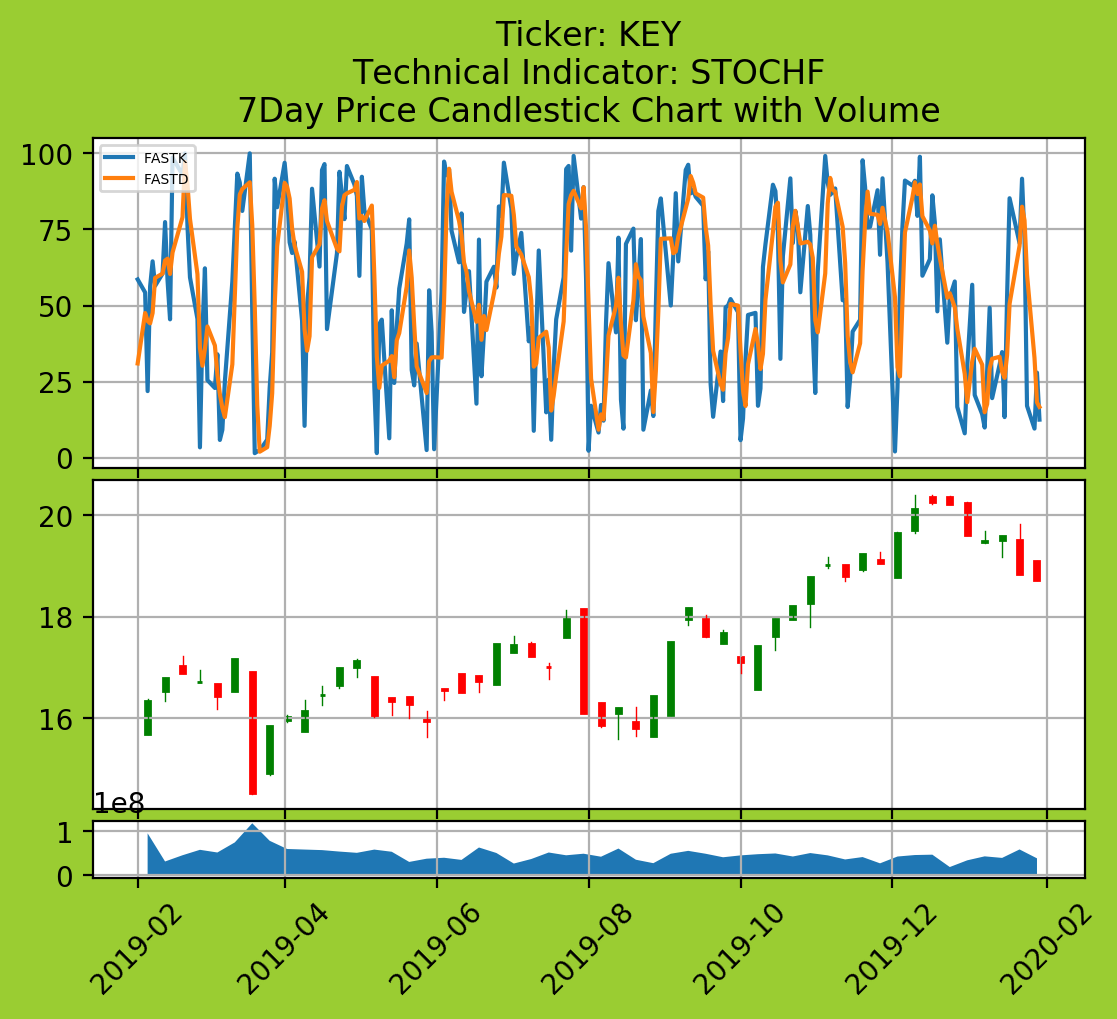 Ticker: KEY
Technical Indicator: STOCHF
7Day Price Candlestick Chart with Volume
100
FASTK
FASTD
75
50
25
0
20
18
16
1e8
1
0
2019-02
2019-04
2019-06
2019-08
2019-10
2019-12
2020-02